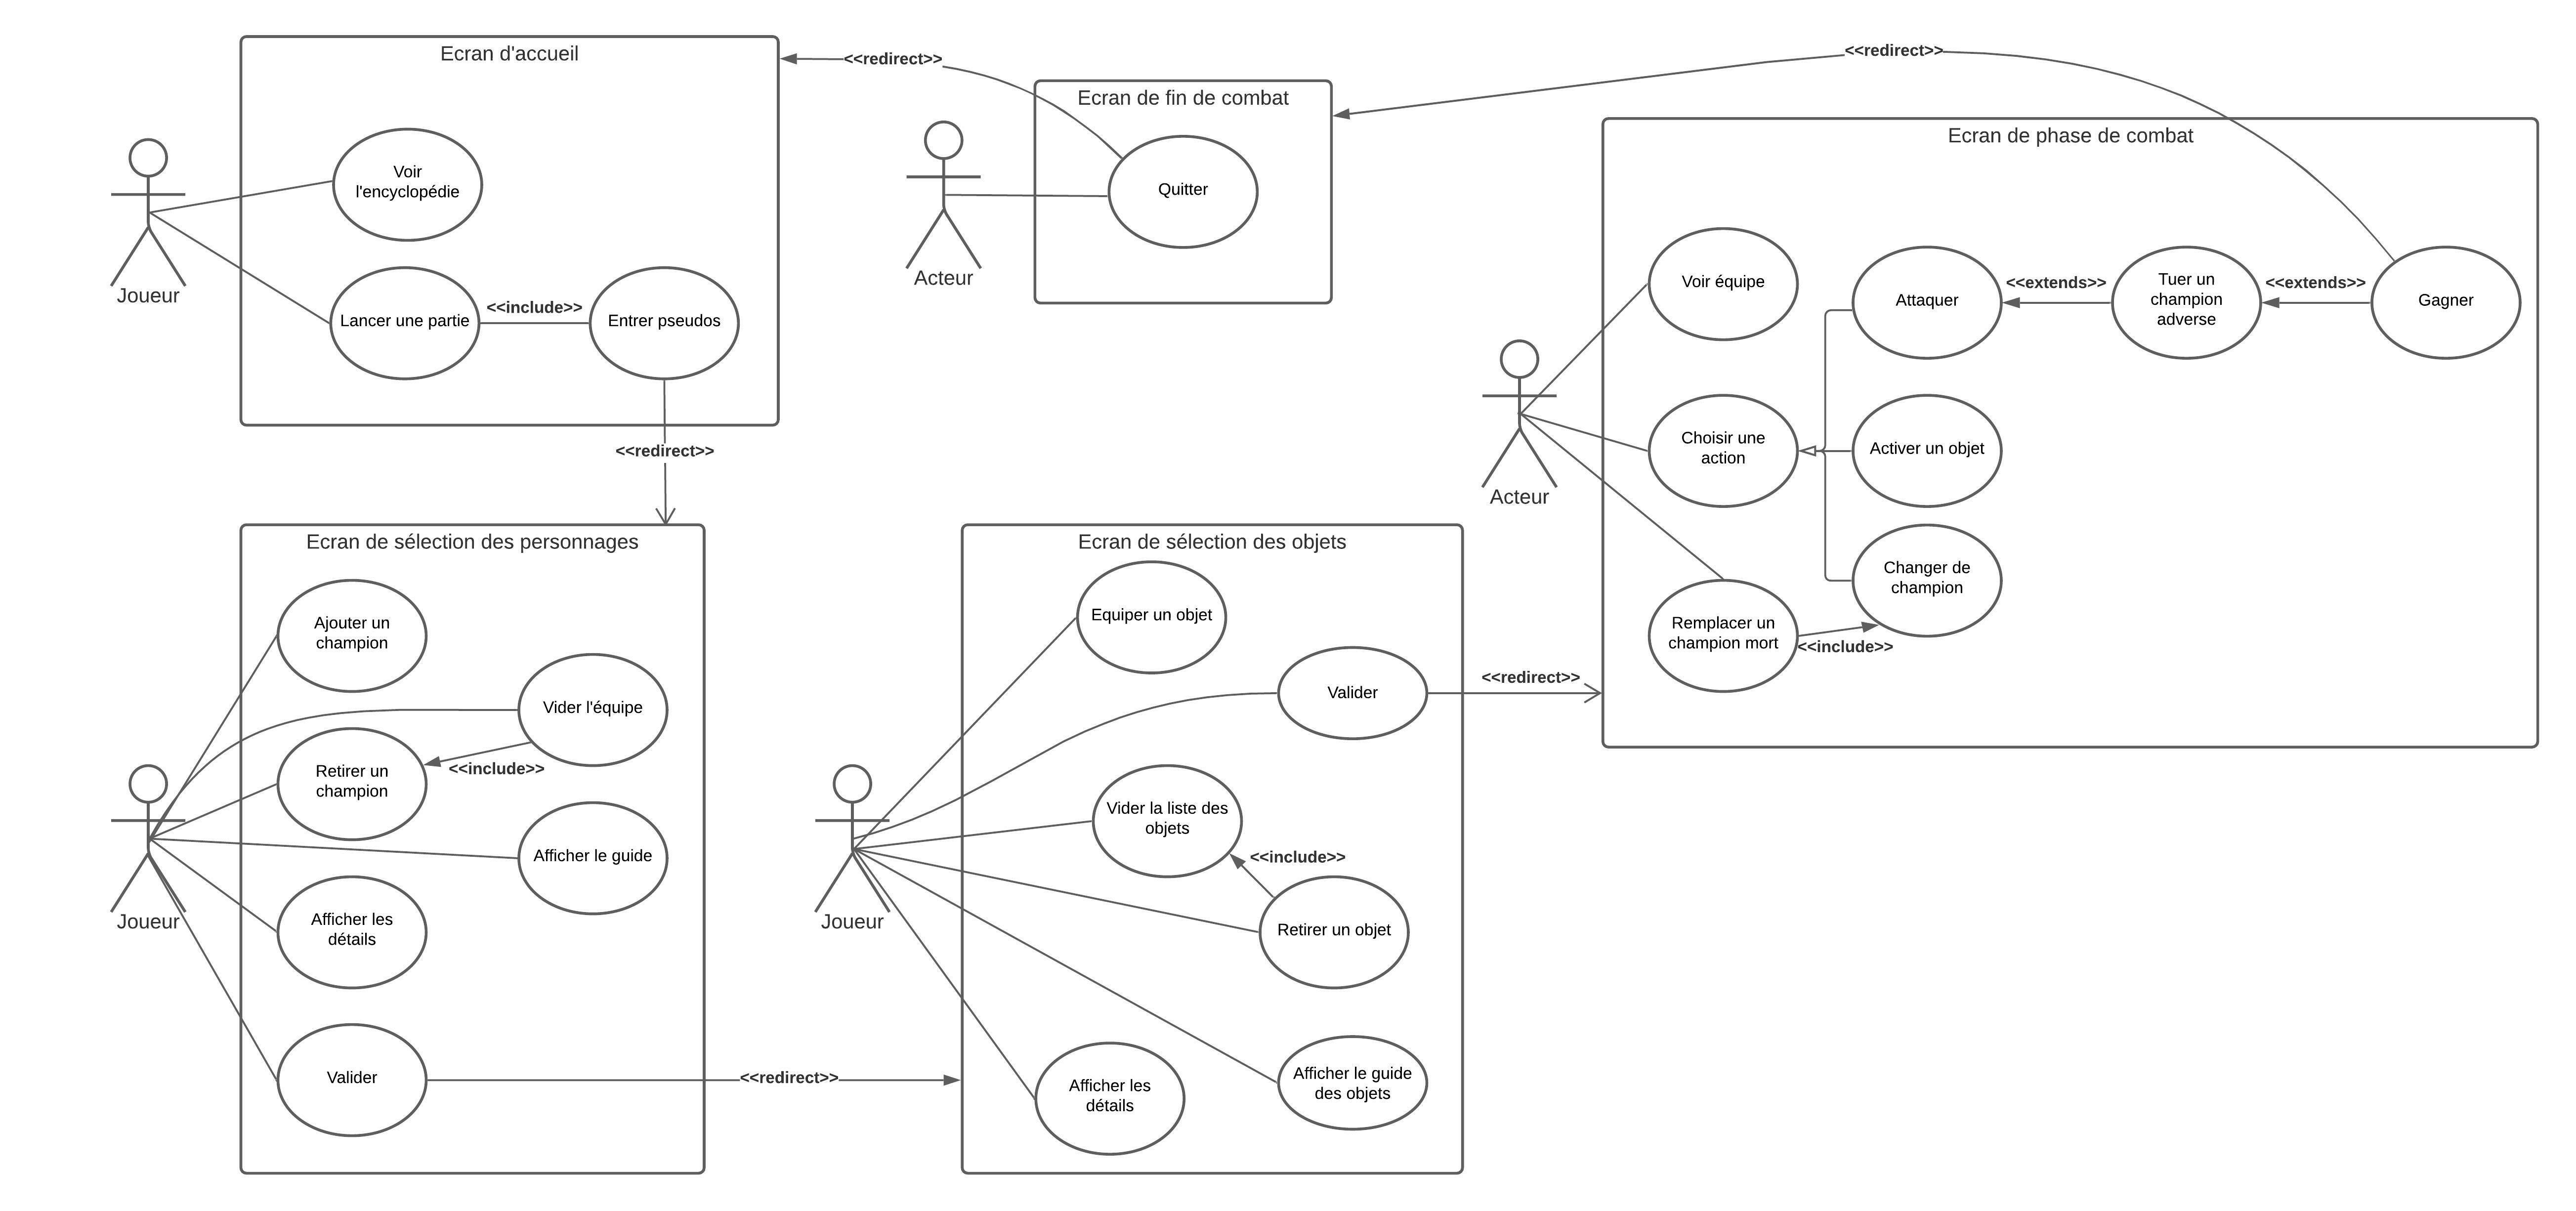 Ecran d'accueil
Voir
l'encyclopédie
Joueur
Lancer une partie
<<include>>
Entrer pseudos
<<redirect>>
<<redirect>>
Ecran de fin de combat
Quitter
Acteur
<<redirect>>
Ecran de phase de combat
Voir équipe
Attaquer
<<extends>>
Tuer un
champion
adverse
<<extends>>
Gagner
Acteur
Choisir une
action
Activer un objet
Changer de
champion
Remplacer un
champion mort
<<include>>
Ecran de sélection des personnages
Ajouter un
champion
Vider l'équipe
Retirer un
champion
<<include>>
Afficher le guide
Joueur
Afficher les
détails
Valider
<<redirect>>
Ecran de sélection des objets
Equiper un objet
Valider
<<redirect>>
Vider la liste des
objets
<<include>>
Joueur
Retirer un objet
Afficher les
détails
Afficher le guide
des objets